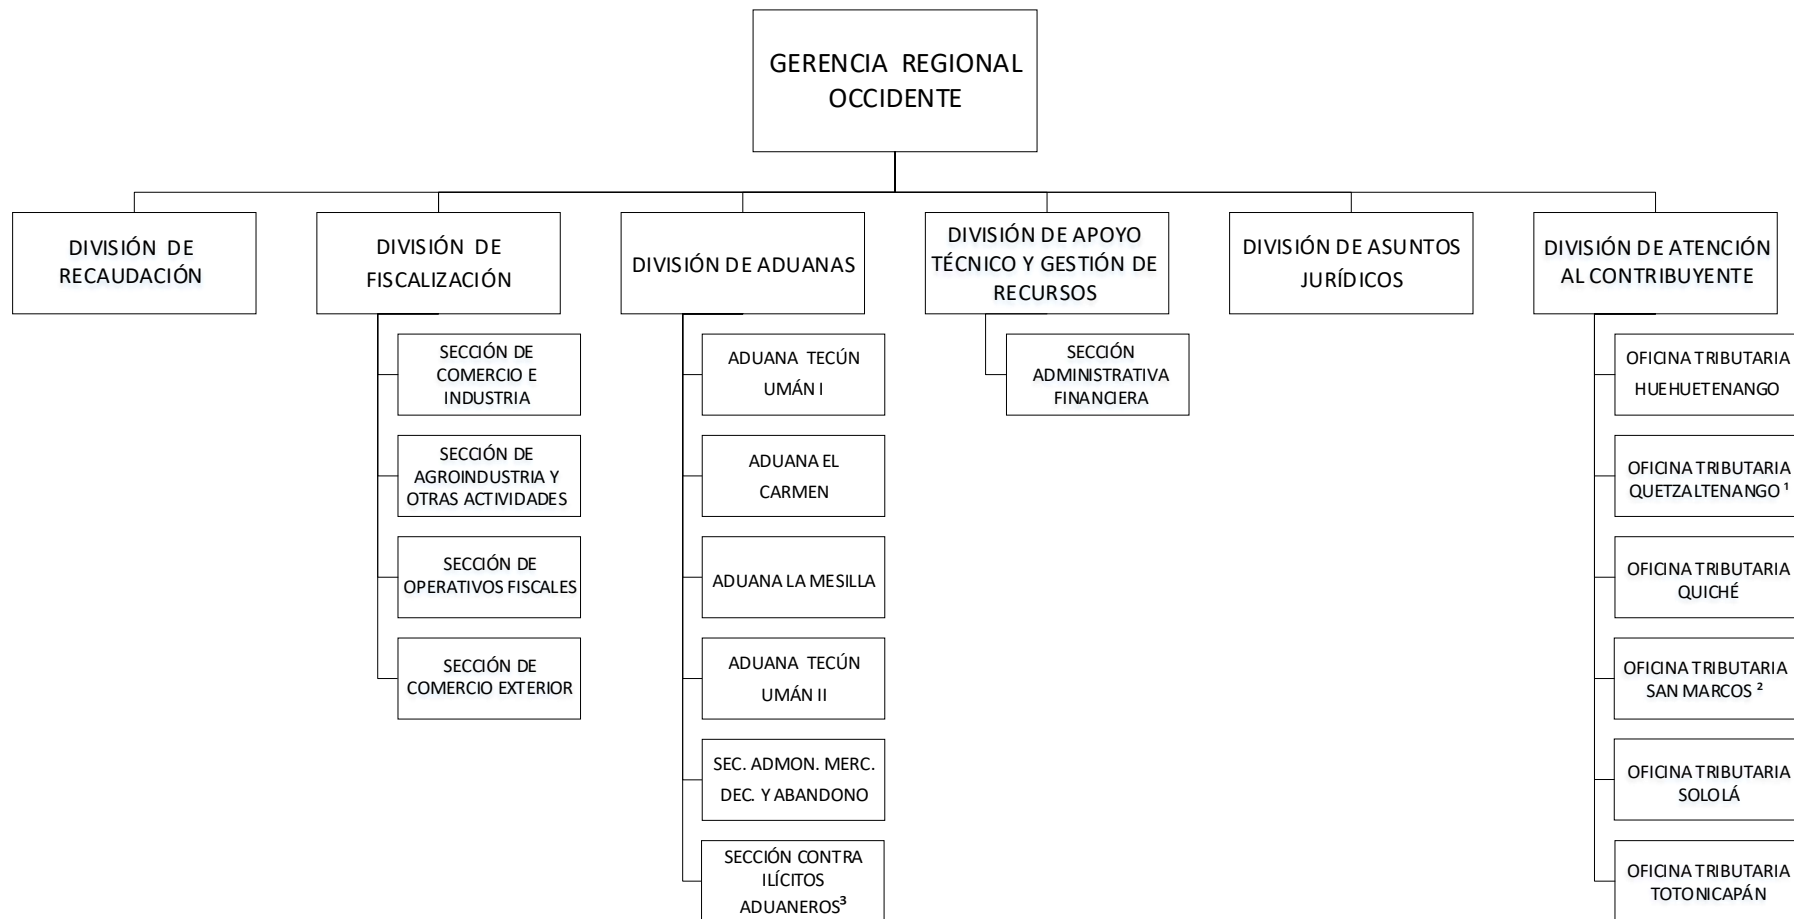 GERENCIA REGIONAL
OCCIDENTE
DIVISIÓN DE
RECAUDACIÓN
DIVISIÓN DE
FISCALIZACIÓN
SECCIÓN DE
COMERCIO E
INDUSTRIA
SECCIÓN DE
AGROINDUSTRIA Y
OTRAS ACTIVIDADES
SECCIÓN DE
OPERATIVOS FISCALES
SECCIÓN DE
COMERCIO EXTERIOR
DIVISIÓN DE ADUANAS
ADUANA TECÚN
UMÁN I
ADUANA EL
CARMEN
ADUANA LA MESILLA
ADUANA TECÚN
UMÁN II
SEC. ADMON. MERC.
DEC. Y ABANDONO
SECCIÓN CONTRA
ILÍCITOS
ADUANEROS³
DIVISIÓN DE APOYO
TÉCNICO Y GESTIÓN DE
RECURSOS
SECCIÓN
ADMINISTRATIVA
FINANCIERA
DIVISIÓN DE ASUNTOS
JURÍDICOS
DIVISIÓN DE ATENCIÓN
AL CONTRIBUYENTE
OFICINA TRIBUTARIA
HUEHUETENANGO
OFICINA TRIBUTARIA
QUETZALTENANGO ¹
OFICINA TRIBUTARIA
QUICHÉ
OFICINA TRIBUTARIA
SAN MARCOS ²
OFICINA TRIBUTARIA
SOLOLÁ
OFICINA TRIBUTARIA
TOTONICAPÁN